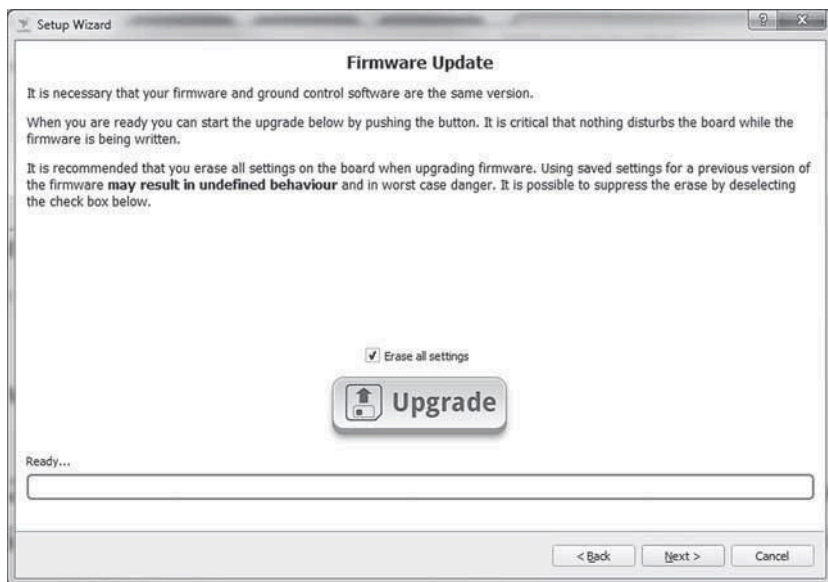 Setup Wizard
Firmware Update
It is necessary that your firmware and ground control software are the same version.
When you are ready you can start the upgrade below by pushing the button. It is critical that nothing disturbs the board while the
firmware is being written.
It is recommended that you erase all settings on the board when upgrading firmware. Using saved settings for a previous version of
the firmware may result in undefined behaviour and in worst case danger. It is possible to suppress the erase by deselecting
the check box below.
Erase all settings
Upgrade
Ready...
< Back Next > Cancel